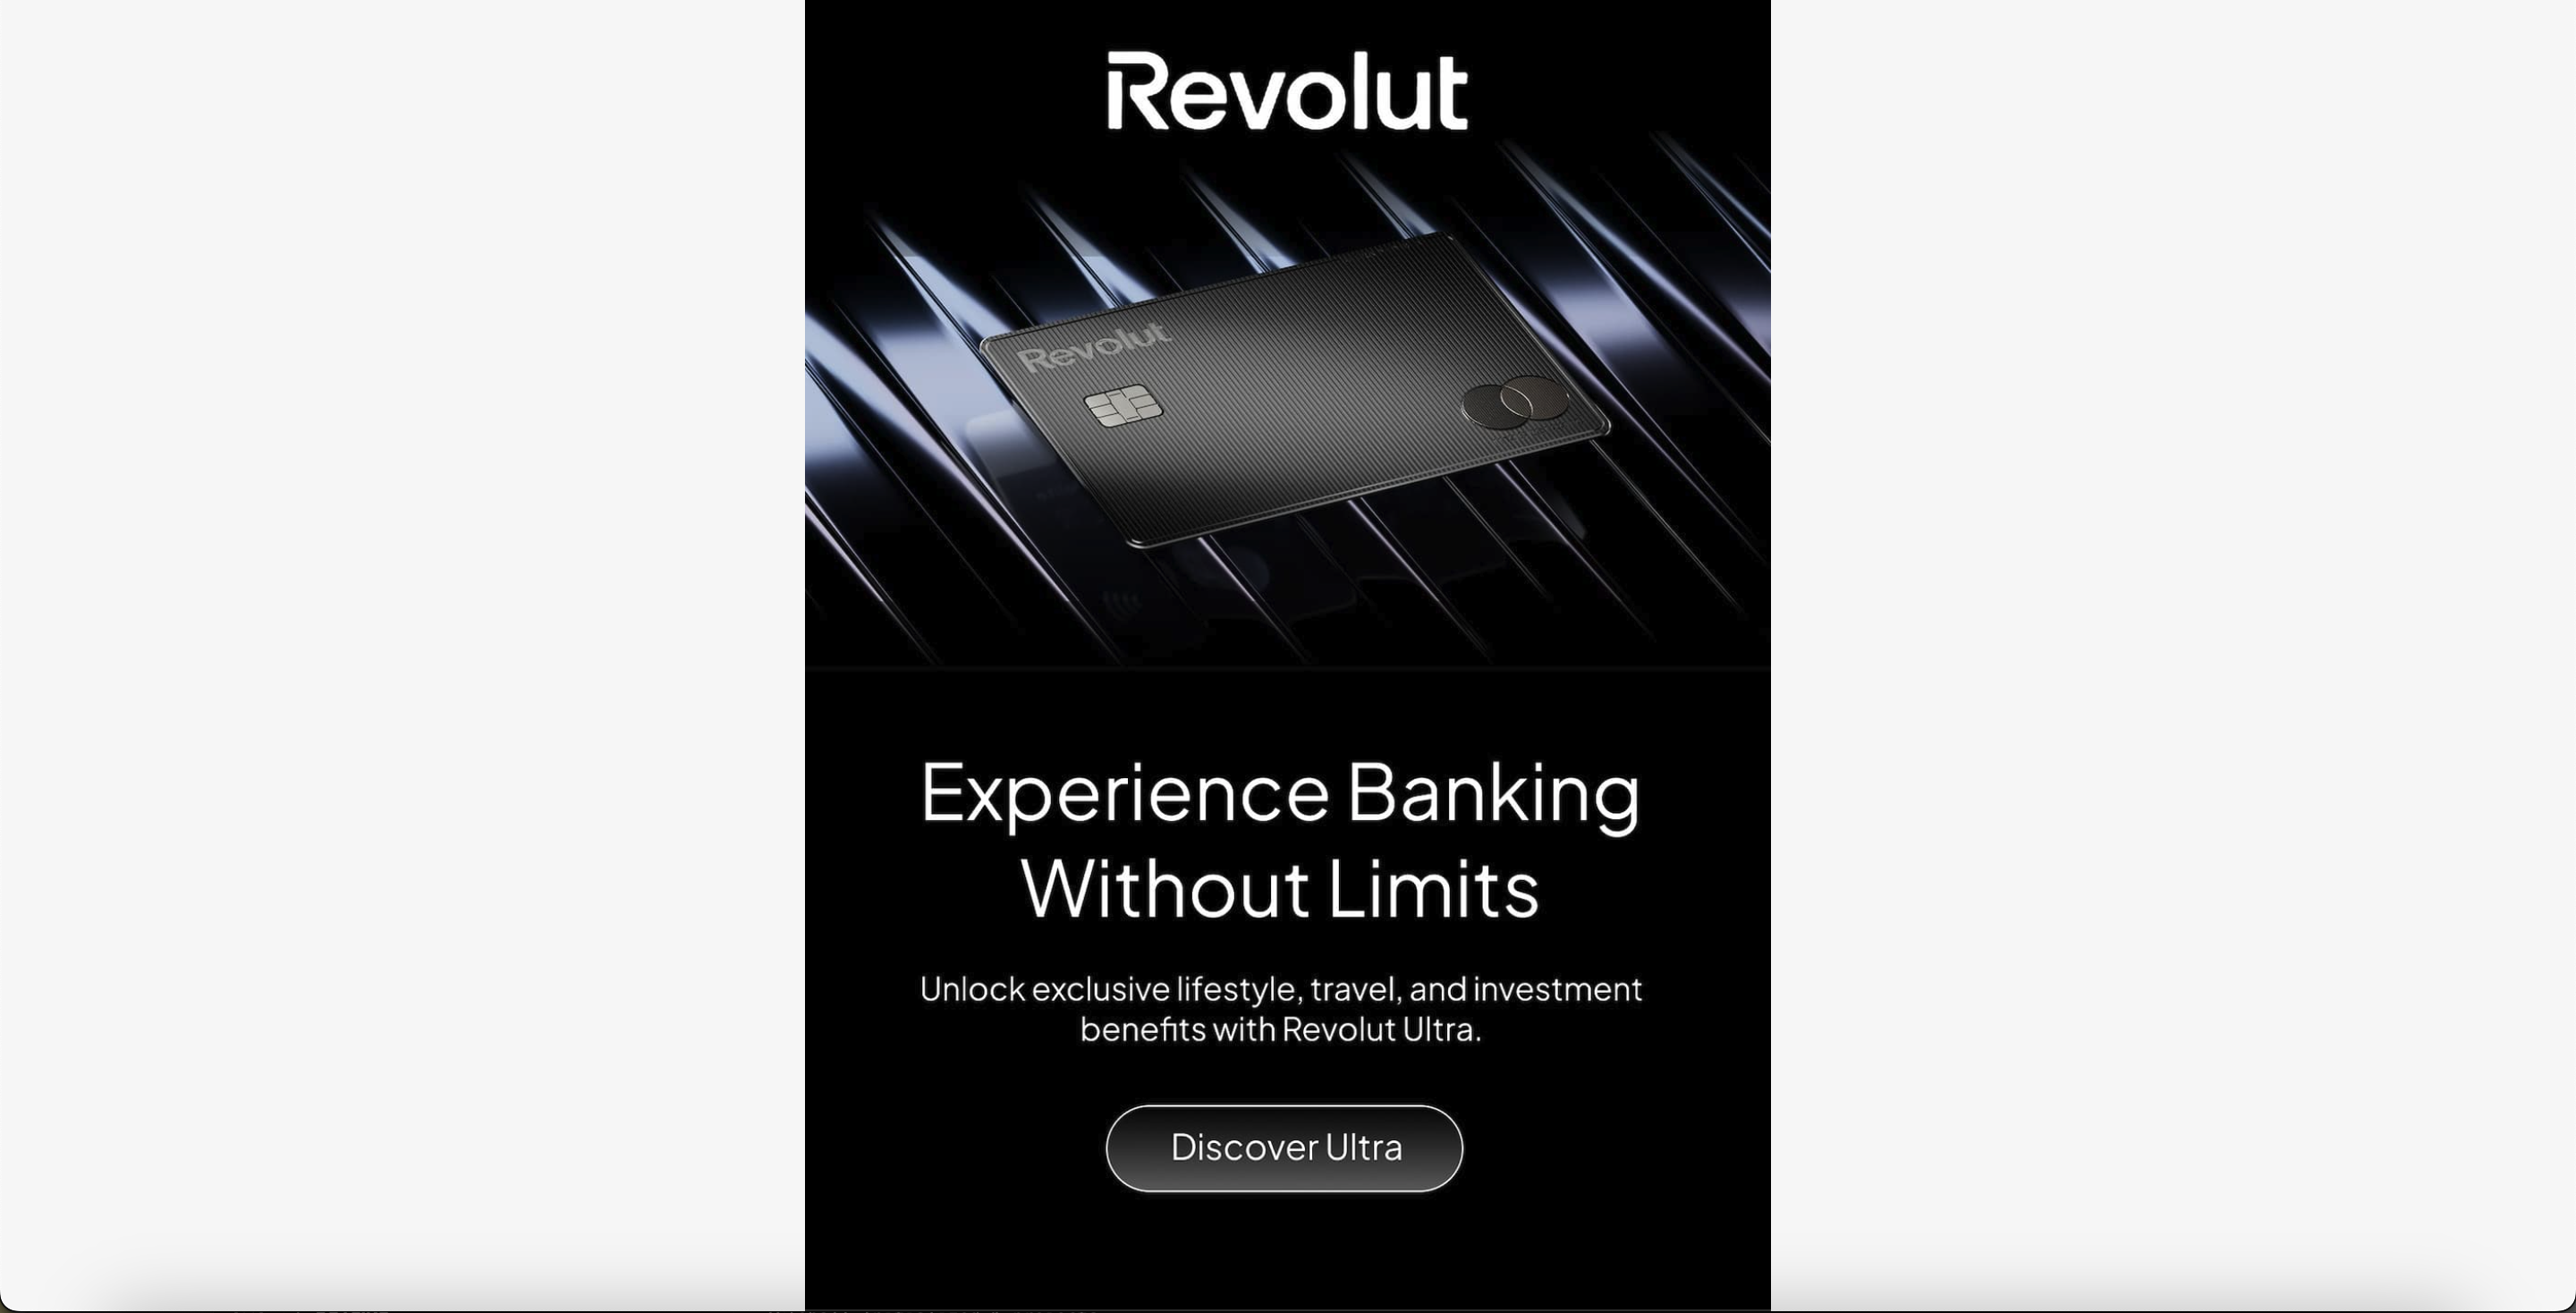 Revolut
Revolut
Experience Banking
Without Limits
Unlock exclusive lifestyle, travel, and investment
benefits with Revolut Ultra.
Discover Ultra